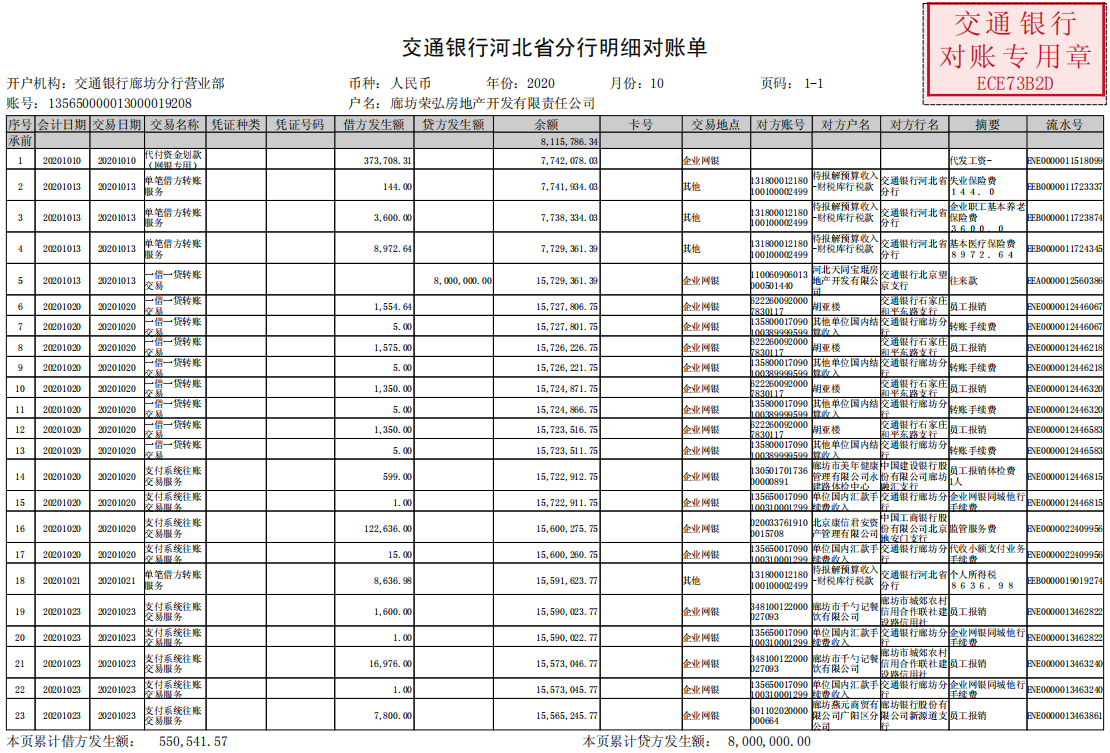 交通银行
对账专用章
ECE73B2D
交通银行河北省分行明细对账单
开户机构：交通银行廊坊分行营业部 币种：人民币 年份：2020 月份：10 页码：1-1
账号：135650000013000019208 户名：廊坊荣弘房地产开发有限责任公司
序号 会计日期 交易日期 交易名称 凭证种类 凭证号码 借方发生额 贷方发生额 余额 卡号 交易地点 对方账号 对方户名 对方行名 摘要 流水号
承前 8,115,786.34
1 20201010 20201010 代付资金划款（网银专用） 373,708.31 7,742,078.03 企业网银 代发工资- ENE0000011518099
2 20201013 20201013 单笔借方转账服务 144.00 7,741,934.03 其他 131800012180100100002499 待报解预算收入-财税库行税款 交通银行河北省分行 失业保险费 144.0 EEB0000011723337
3 20201013 20201013 单笔借方转账服务 3,600.00 7,738,334.03 其他 131800012180100100002499 待报解预算收入-财税库行税款 交通银行河北省分行 企业职工基本养老保险费 3600.0 EEB0000011723874
4 20201013 20201013 单笔借方转账服务 8,972.64 7,729,361.39 其他 131800012180100100002499 待报解预算收入-财税库行税款 交通银行河北省分行 基本医疗保险费 8972.64 EEB0000011724345
5 20201013 20201013 一借一贷转账交易 8,000,000.00 15,729,361.39 企业网银 110060906013000501440 河北天同宝琨房地产开发有限公司 交通银行北京望京支行 往来款 EEA0000012560386
6 20201020 20201020 一借一贷转账交易 1,554.64 15,727,806.75 企业网银 6222600920007830117 胡亚楼 交通银行石家庄和平东路支行 员工报销 ENE0000012446067
7 20201020 20201020 一借一贷转账交易 5.00 15,727,801.75 企业网银 135800017090100389999599 其他单位国内结算收入 交通银行廊坊分行 转账手续费 ENE0000012446067
8 20201020 20201020 一借一贷转账交易 1,575.00 15,726,226.75 企业网银 6222600920007830117 胡亚楼 交通银行石家庄和平东路支行 员工报销 ENE0000012446218
9 20201020 20201020 一借一贷转账交易 5.00 15,726,221.75 企业网银 135800017090100389999599 其他单位国内结算收入 交通银行廊坊分行 转账手续费 ENE0000012446218
10 20201020 20201020 一借一贷转账交易 1,350.00 15,724,871.75 企业网银 6222600920007830117 胡亚楼 交通银行石家庄和平东路支行 员工报销 ENE0000012446320
11 20201020 20201020 一借一贷转账交易 5.00 15,724,866.75 企业网银 135800017090100389999599 其他单位国内结算收入 交通银行廊坊分行 转账手续费 ENE0000012446320
12 20201020 20201020 一借一贷转账交易 1,350.00 15,723,516.75 企业网银 6222600920007830117 胡亚楼 交通银行石家庄和平东路支行 员工报销 ENE0000012446583
13 20201020 20201020 一借一贷转账交易 5.00 15,723,511.75 企业网银 135800017090100389999599 其他单位国内结算收入 交通银行廊坊分行 转账手续费 ENE0000012446583
14 20201020 20201020 支付系统往账交易服务 599.00 15,722,912.75 企业网银 13050170173600000891 廊坊市美年健康管理有限公司永建路体检中心 中国建设银行股份有限公司廊坊融汇支行 员工报销体检费1人 ENE0000012446815
15 20201020 20201020 支付系统往账交易服务 1.00 15,722,911.75 企业网银 135650017090100310001299 单位国内汇款手续费收入 交通银行廊坊分行 企业网银同城他行手续费 ENE0000012446815
16 20201020 20201020 支付系统往账交易服务 122,636.00 15,600,275.75 企业网银 0200337619100015708 北京康信君安资产管理有限公司 中国工商银行股份有限公司北京地安门支行 监管服务费 ENE0000022409956
17 20201020 20201020 支付系统往账交易服务 15.00 15,600,260.75 企业网银 135650017090100310001299 单位国内汇款手续费收入 交通银行廊坊分行 代收小额支付业务手续费 ENE0000022409956
18 20201021 20201021 单笔借方转账服务 8,636.98 15,591,623.77 其他 131800012180100100002499 待报解预算收入-财税库行税款 交通银行河北省分行 个人所得税 8636.98 EEB0000019019274
19 20201023 20201023 支付系统往账交易服务 1,600.00 15,590,023.77 企业网银 348100122000027093 廊坊市千勺记餐饮有限公司 廊坊市城郊农村信用合作联社建设路信用社 员工报销 ENE0000013462822
20 20201023 20201023 支付系统往账交易服务 1.00 15,590,022.77 企业网银 135650017090100310001299 单位国内汇款手续费收入 交通银行廊坊分行 企业网银同城他行手续费 ENE0000013462822
21 20201023 20201023 支付系统往账交易服务 16,976.00 15,573,046.77 企业网银 348100122000027093 廊坊市千勺记餐饮有限公司 廊坊市城郊农村信用合作联社建设路信用社 员工报销 ENE0000013463240
22 20201023 20201023 支付系统往账交易服务 1.00 15,573,045.77 企业网银 135650017090100310001299 单位国内汇款手续费收入 交通银行廊坊分行 企业网银同城他行手续费 ENE0000013463240
23 20201023 20201023 支付系统往账交易服务 7,800.00 15,565,245.77 企业网银 601102020000000664 廊坊燕元商贸有限公司广阳区分公司 廊坊银行股份有限公司新源道支行 员工报销 ENE0000013463861
本页累计借方发生额： 550,541.57 本页累计贷方发生额： 8,000,000.00